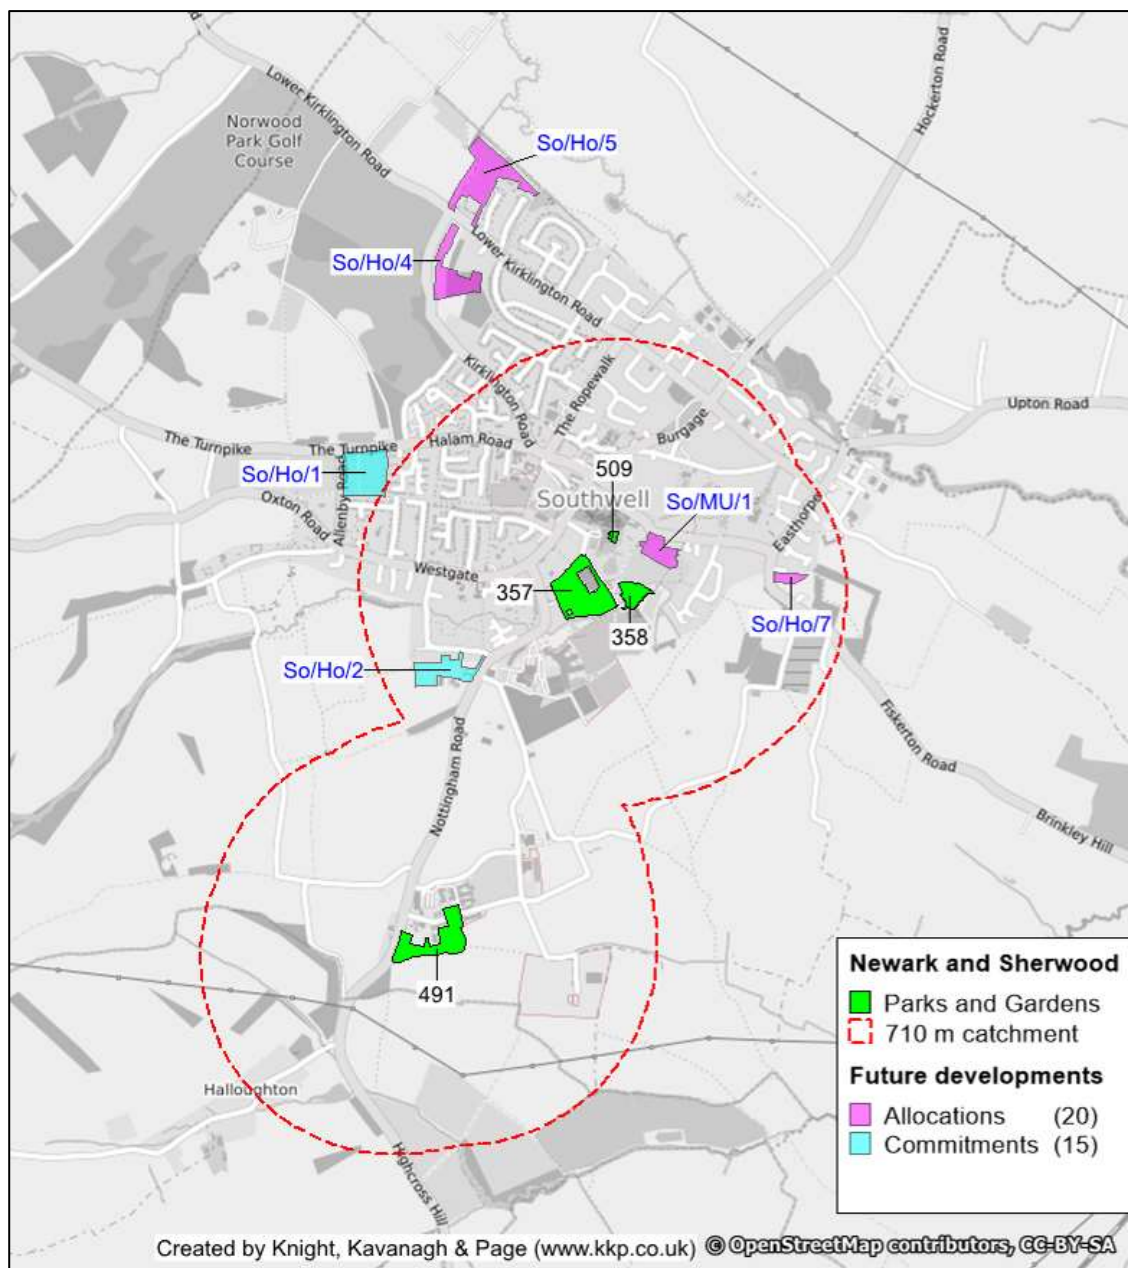 Lower Kirklington Road
Hockerton Road
Norwood
Park Golf
Course
So/Ho/5
So/Ho/4
Lower Kirklington Road
Kirklington Road
The Ropewalk
Burgage
Upton Road
The Turnpike
The Turnpike
Halam Road
So/Ho/1
Allenby Road
Oxton Road
509
Southwell
So/MU/1
Easthorpe
Westgate
357
358
So/Ho/7
So/Ho/2
Nottingham Road
Fiskerton Road
Brinkley Hill
491
Halloughton
Highcross Hill
Newark and Sherwood
Parks and Gardens
710 m catchment
Future developments
Allocations (20)
Commitments (15)
Created by Knight, Kavanagh & Page (www.kkp.co.uk) © OpenStreetMap contributors, CC-BY-SA